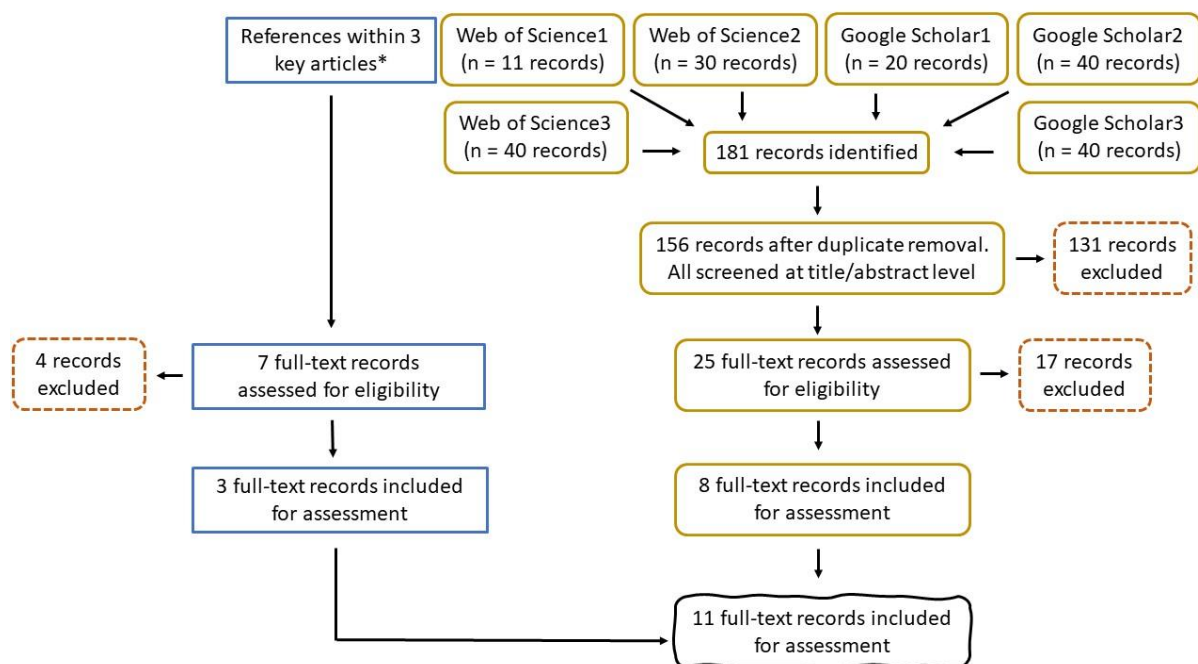 References within 3
key articles*
Web of Science1
(n = 11 records)
Web of Science2
(n = 30 records)
Google Scholar1
(n = 20 records)
Google Scholar2
(n = 40 records)
Web of Science3
(n = 40 records)
181 records identified
Google Scholar3
(n = 40 records)
156 records after duplicate removal.
All screened at title/abstract level
131 records
excluded
4 records
excluded
7 full-text records
assessed for eligibility
25 full-text records assessed
for eligibility
17 records
excluded
3 full-text records included
for assessment
8 full-text records included
for assessment
11 full-text records included
for assessment